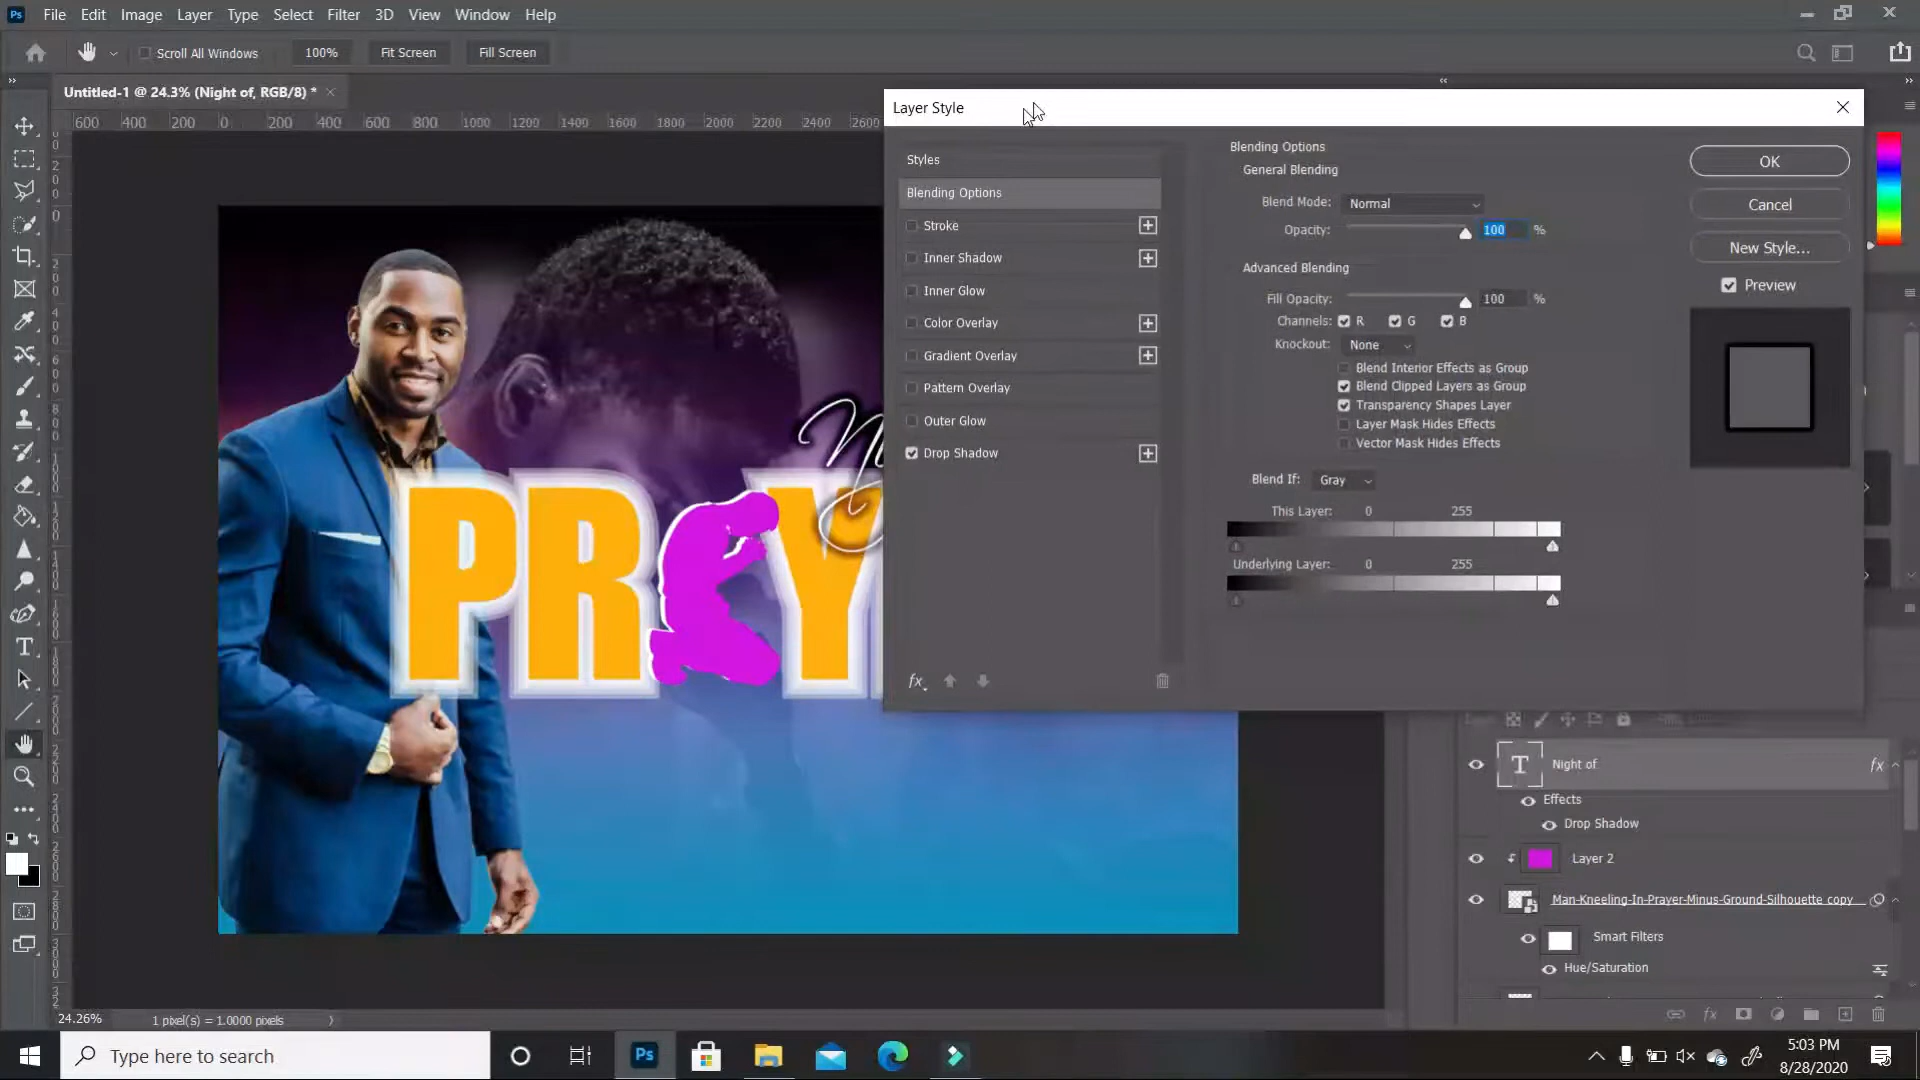 Ps File Edit Image Layer Type Select Filter 3D View Window Help
Scroll All Windows 100% Fit Screen Fill Screen
Untitled-1 @ 24.3% (Night of, RGB/8) *
600 400 200 0 200 400 600 800 1000 1200 1400 1600 1800 2000 2200 2400 2600
Layer Style
Styles
Blending Options
Stroke
Inner Shadow
Inner Glow
Color Overlay
Gradient Overlay
Pattern Overlay
Outer Glow
Drop Shadow
fx
Blending Options
General Blending
Blend Mode: Normal
Opacity: 100 %
Advanced Blending
Fill Opacity: 100 %
Channels: R G B
Knockout: None
Blend Interior Effects as Group
Blend Clipped Layers as Group
Transparency Shapes Layer
Layer Mask Hides Effects
Vector Mask Hides Effects
Blend If: Gray
This Layer: 0 255
Underlying Layer: 0 255
OK
Cancel
New Style...
Preview
PR Y
T Night of fx
Effects
Drop Shadow
Layer 2
Man-Kneeling-In-Prayer-Minus-Ground-Silhouette copy
Smart Filters
Hue/Saturation
fx
24.26% 1 pixel(s) = 1.0000 pixels
Type here to search
Ps
5:03 PM
8/28/2020